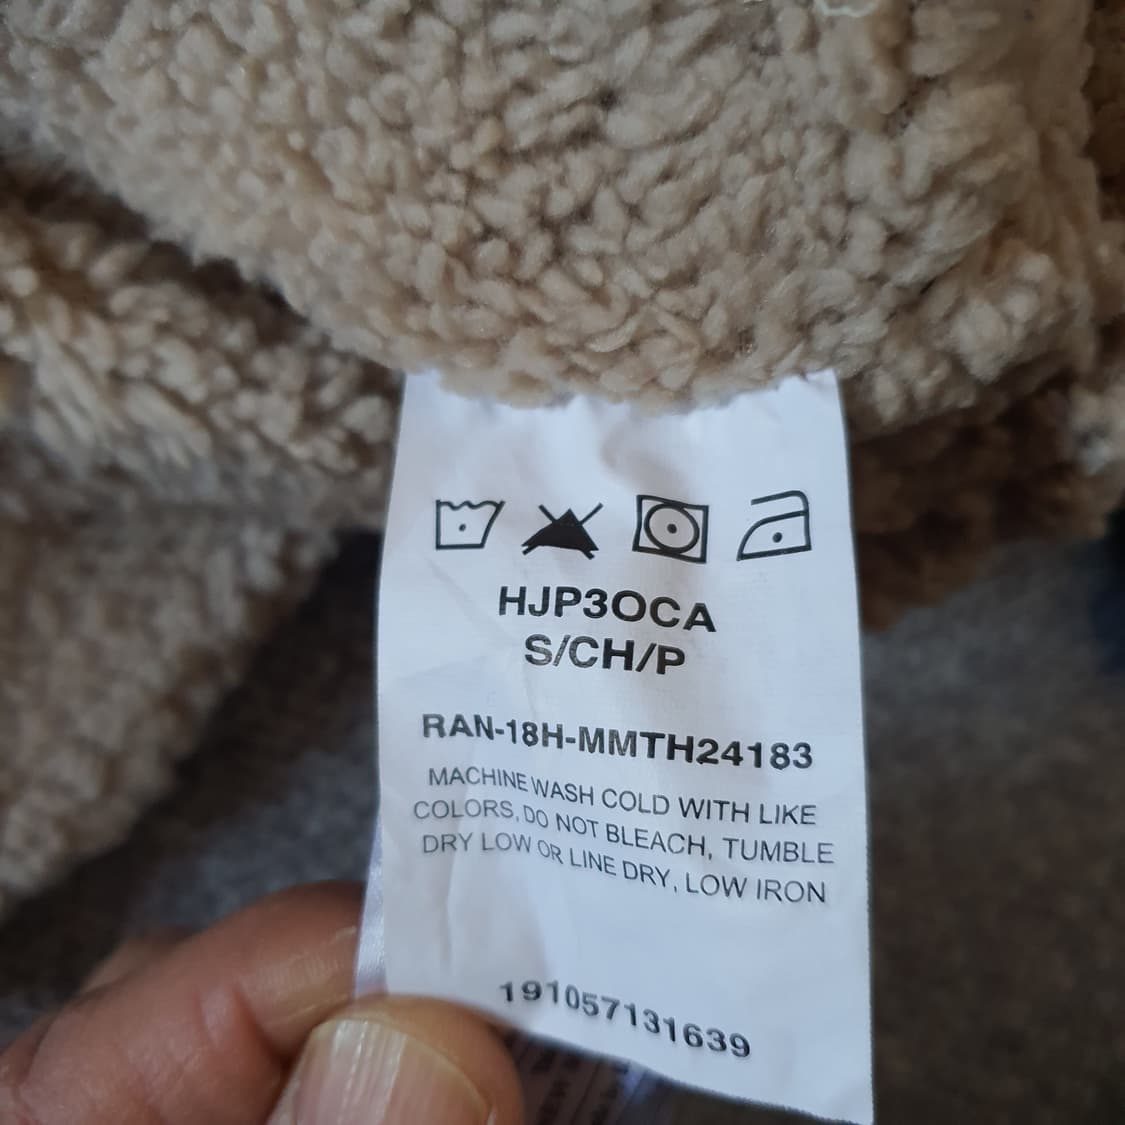 HJP3OCA
S/CH/P
RAN-18H-MMTH24183
MACHINE WASH COLD WITH LIKE
COLORS, DO NOT BLEACH, TUMBLE
DRY LOW OR LINE DRY, LOW IRON
191057131639